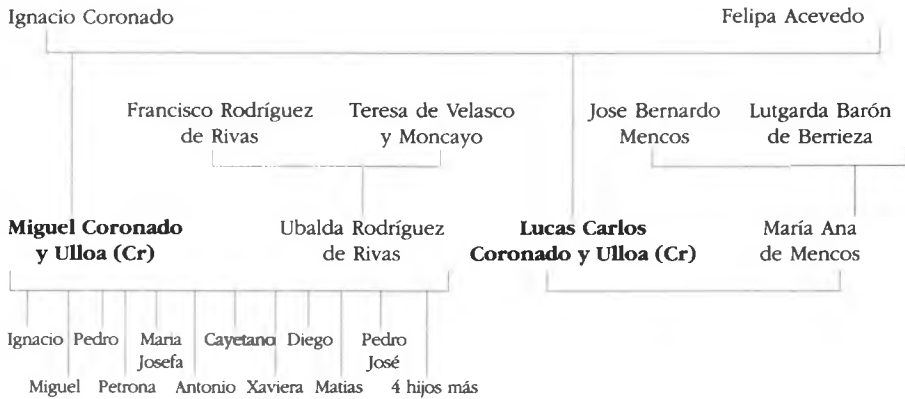 Ignacio Coronado
Felipa Acevedo
Francisco Rodríguez
de Rivas
Teresa de Velasco
y Moncayo
Jose Bernardo
Mencos
Lutgarda Barón
de Berrieza
Miguel Coronado
y Ulloa (Cr)
Ubalda Rodríguez
de Rivas
Lucas Carlos
Coronado y Ulloa (Cr)
María Ana
de Mencos
Ignacio
Miguel
Pedro
Petrona
Maria
Josefa
Antonio
Cayetano
Xaviera
Diego
Matias
Pedro
José
4 hijos más